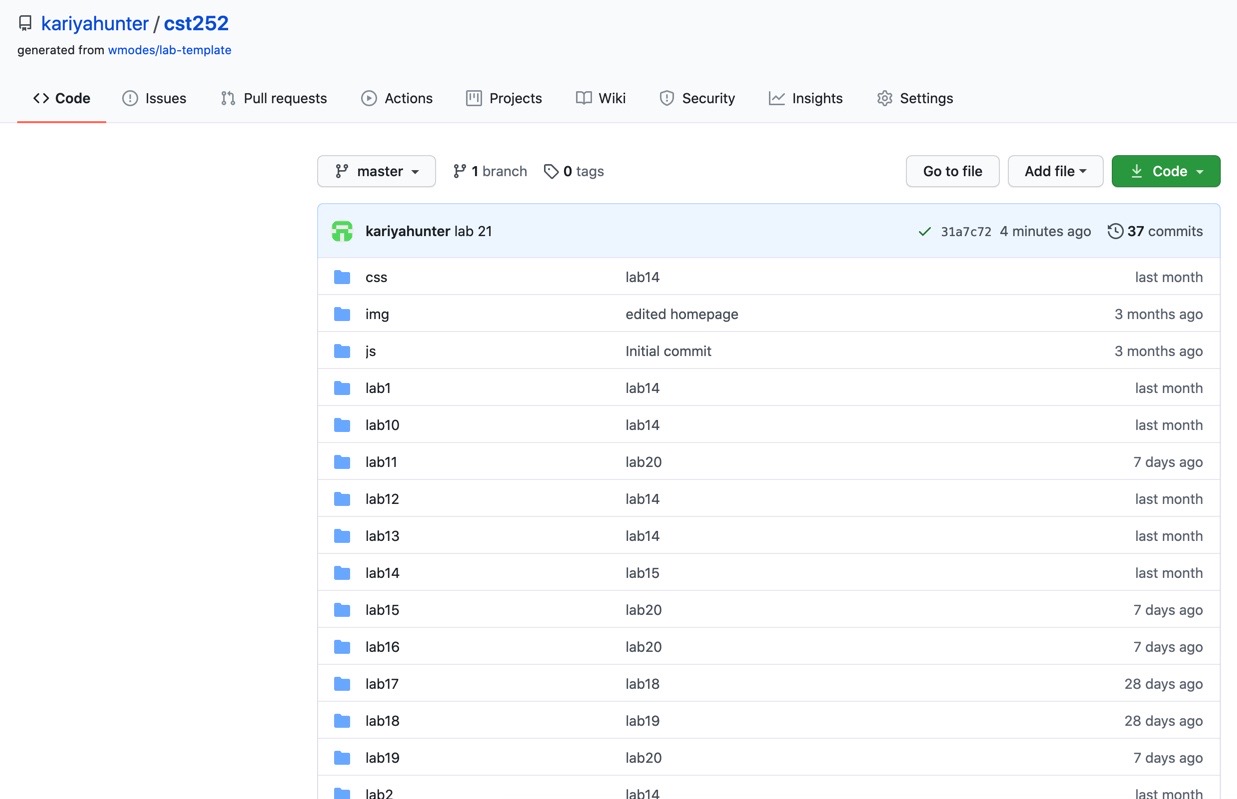 kariyahunter / cst252
generated from wmodes/lab-template
Code Issues Pull requests Actions Projects Wiki Security Insights Settings
master 1 branch 0 tags Go to file Add file Code
kariyahunter lab 21 31a7c72 4 minutes ago 37 commits
css lab14 last month
img edited homepage 3 months ago
js Initial commit 3 months ago
lab1 lab14 last month
lab10 lab14 last month
lab11 lab20 7 days ago
lab12 lab14 last month
lab13 lab14 last month
lab14 lab15 last month
lab15 lab20 7 days ago
lab16 lab20 7 days ago
lab17 lab18 28 days ago
lab18 lab19 28 days ago
lab19 lab20 7 days ago
lab2 lab14 last month